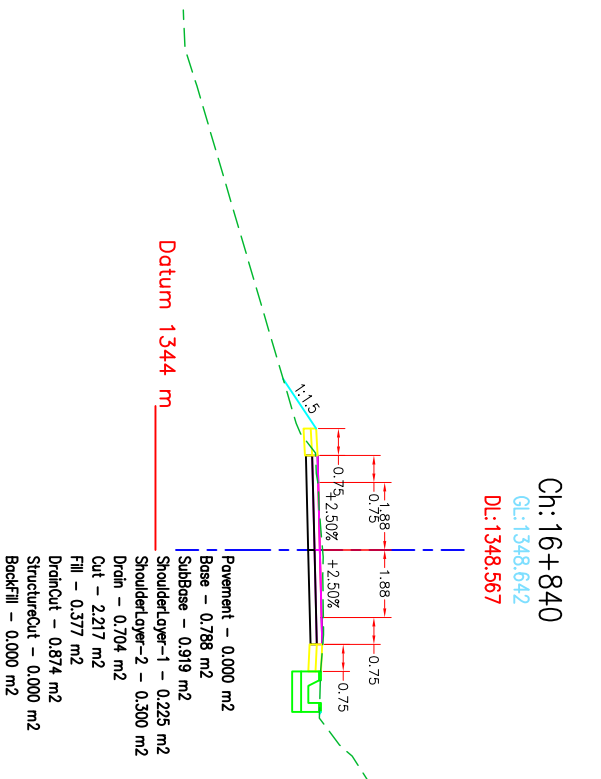 Ch:16+840
GL:1348.642
DL:1348.567
0.75
0.75
1.88
1.88
0.75
0.75
+2.50%
+2.50%
1:1.5
Datum 1344 m
Pavement - 0.000 m2
Base - 0.788 m2
SubBase - 0.919 m2
ShoulderLayer-1 - 0.225 m2
ShoulderLayer-2 - 0.300 m2
Drain - 0.704 m2
Cut - 2.217 m2
Fill - 0.377 m2
DrainCut - 0.874 m2
StructureCut - 0.000 m2
BackFill - 0.000 m2